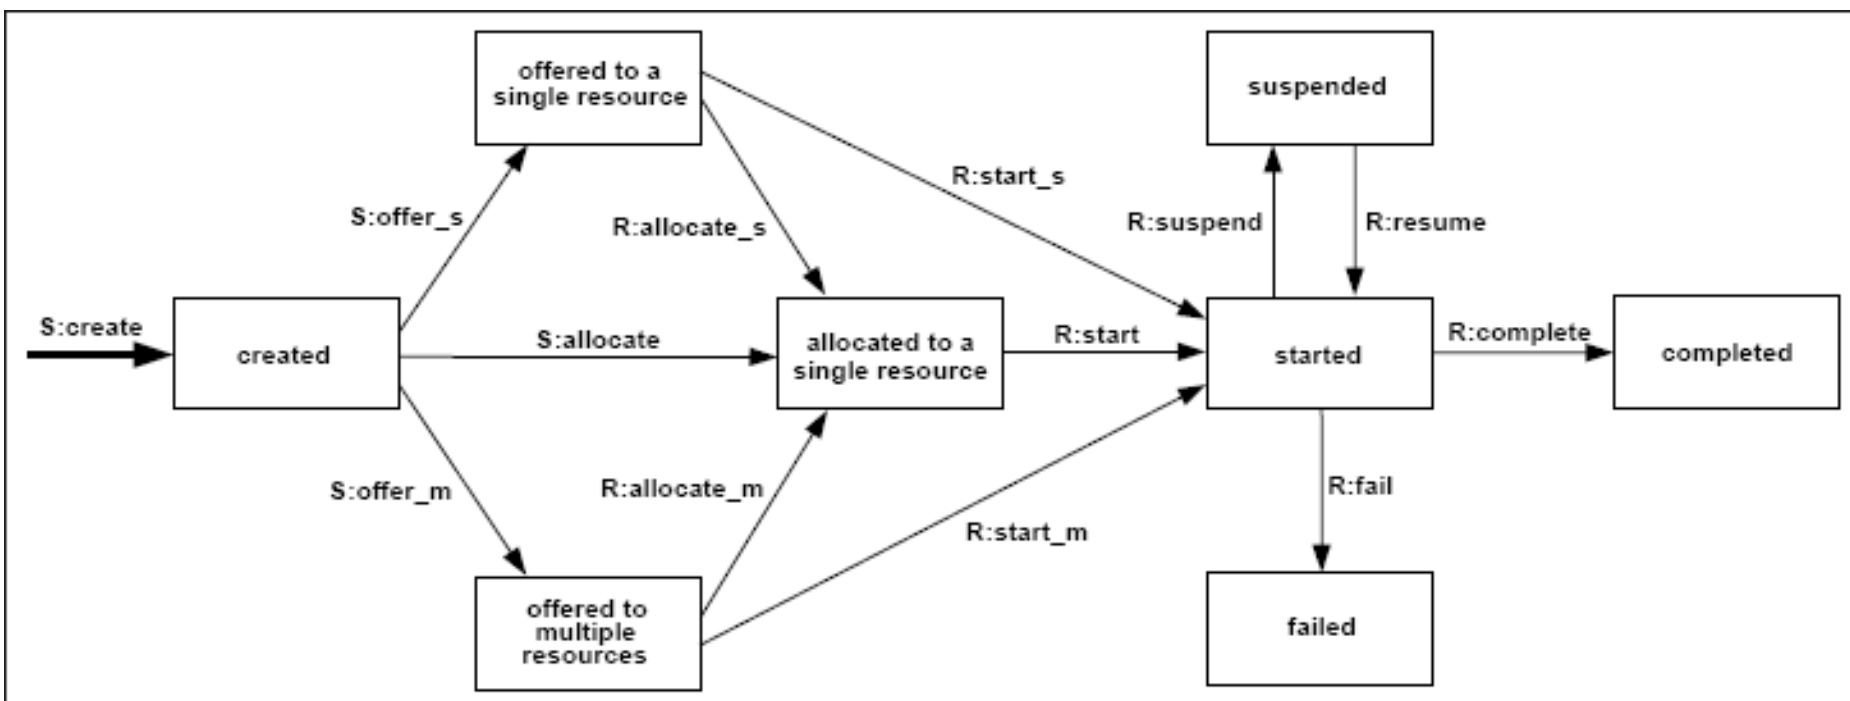 offered to a
single resource
suspended
R:start_s
S:offer_s
R:allocate_s
R:suspend
R:resume
S:create
created
S:allocate
allocated to a
single resource
R:start
started
R:complete
completed
S:offer_m
R:allocate_m
R:fail
R:start_m
offered to
multiple
resources
failed